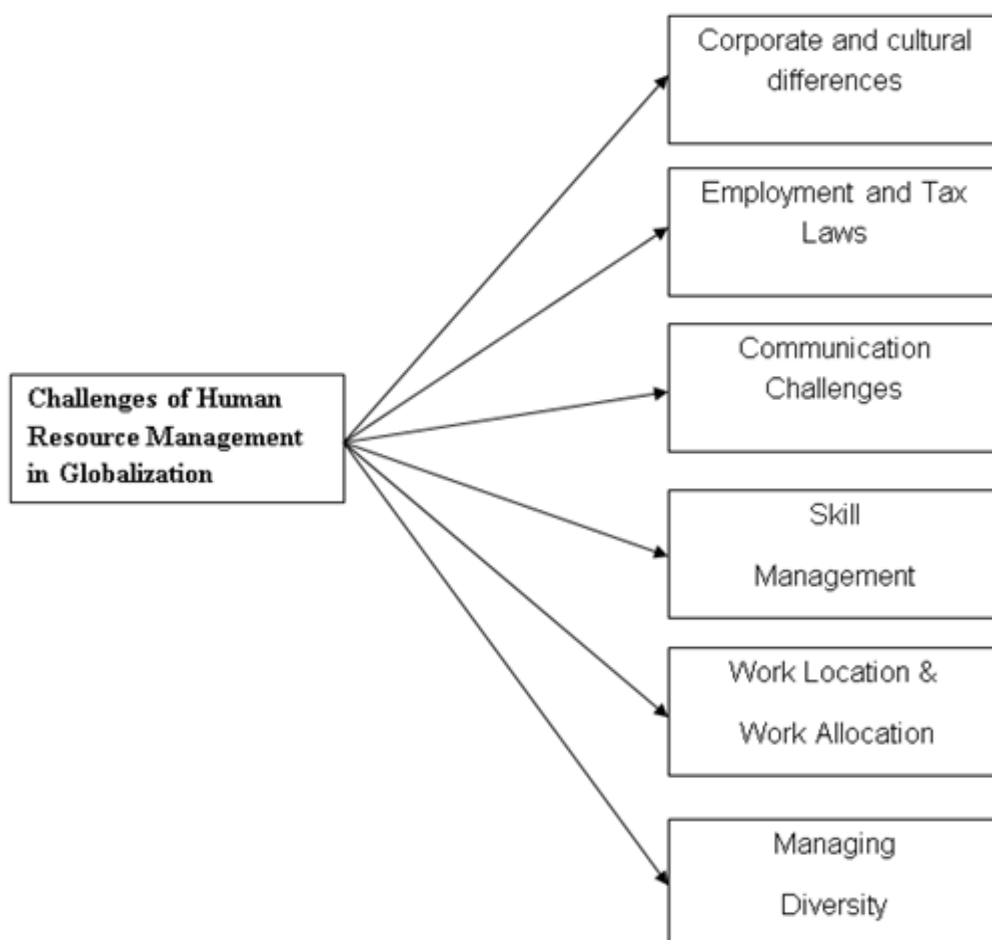 Corporate and cultural
differences
Employment and Tax
Laws
Communication
Challenges
Challenges of Human
Resource Management
in Globalization
Skill
Management
Work Location &
Work Allocation
Managing
Diversity